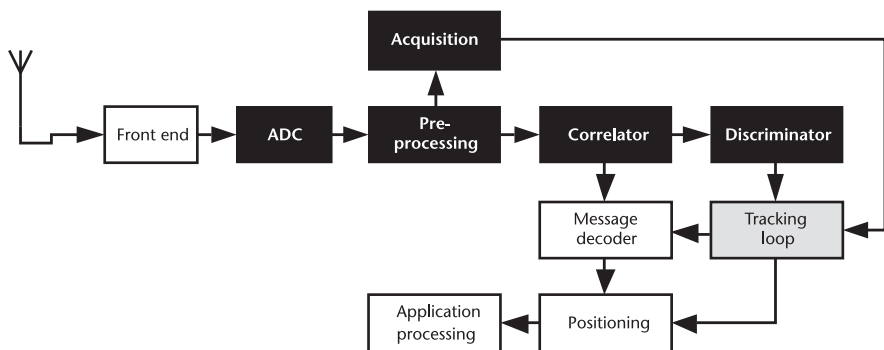 Acquisition
Front end
ADC
Pre-
processing
Correlator
Discriminator
Message
decoder
Tracking
loop
Application
processing
Positioning